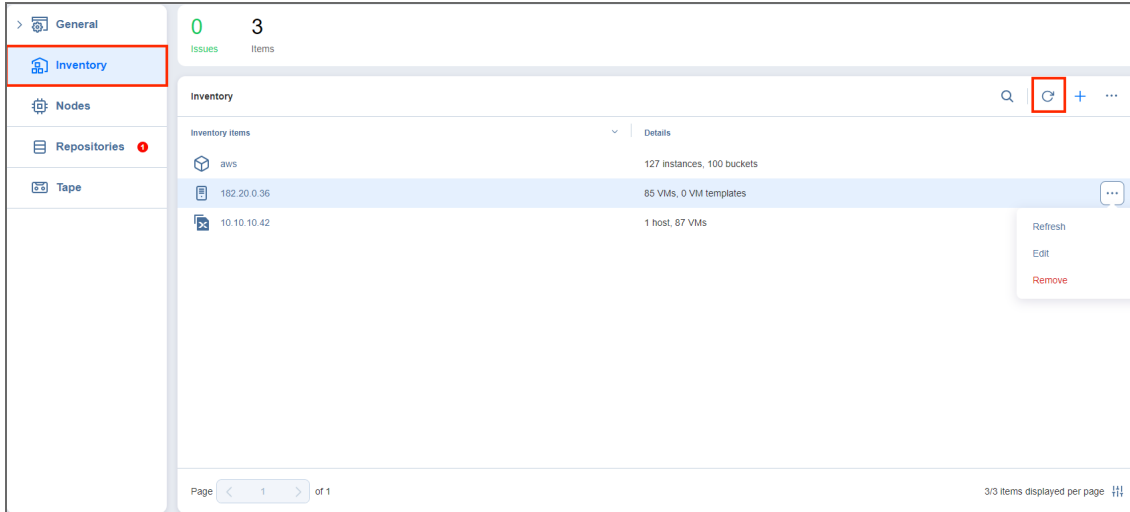 General
Inventory
Nodes
Repositories 1
Tape
0 3
Issues Items
Inventory
Inventory items Details
aws 127 instances, 100 buckets
182.20.0.36 85 VMs, 0 VM templates
10.10.10.42 1 host, 87 VMs
Refresh
Edit
Remove
Page 1 of 1 3/3 items displayed per page